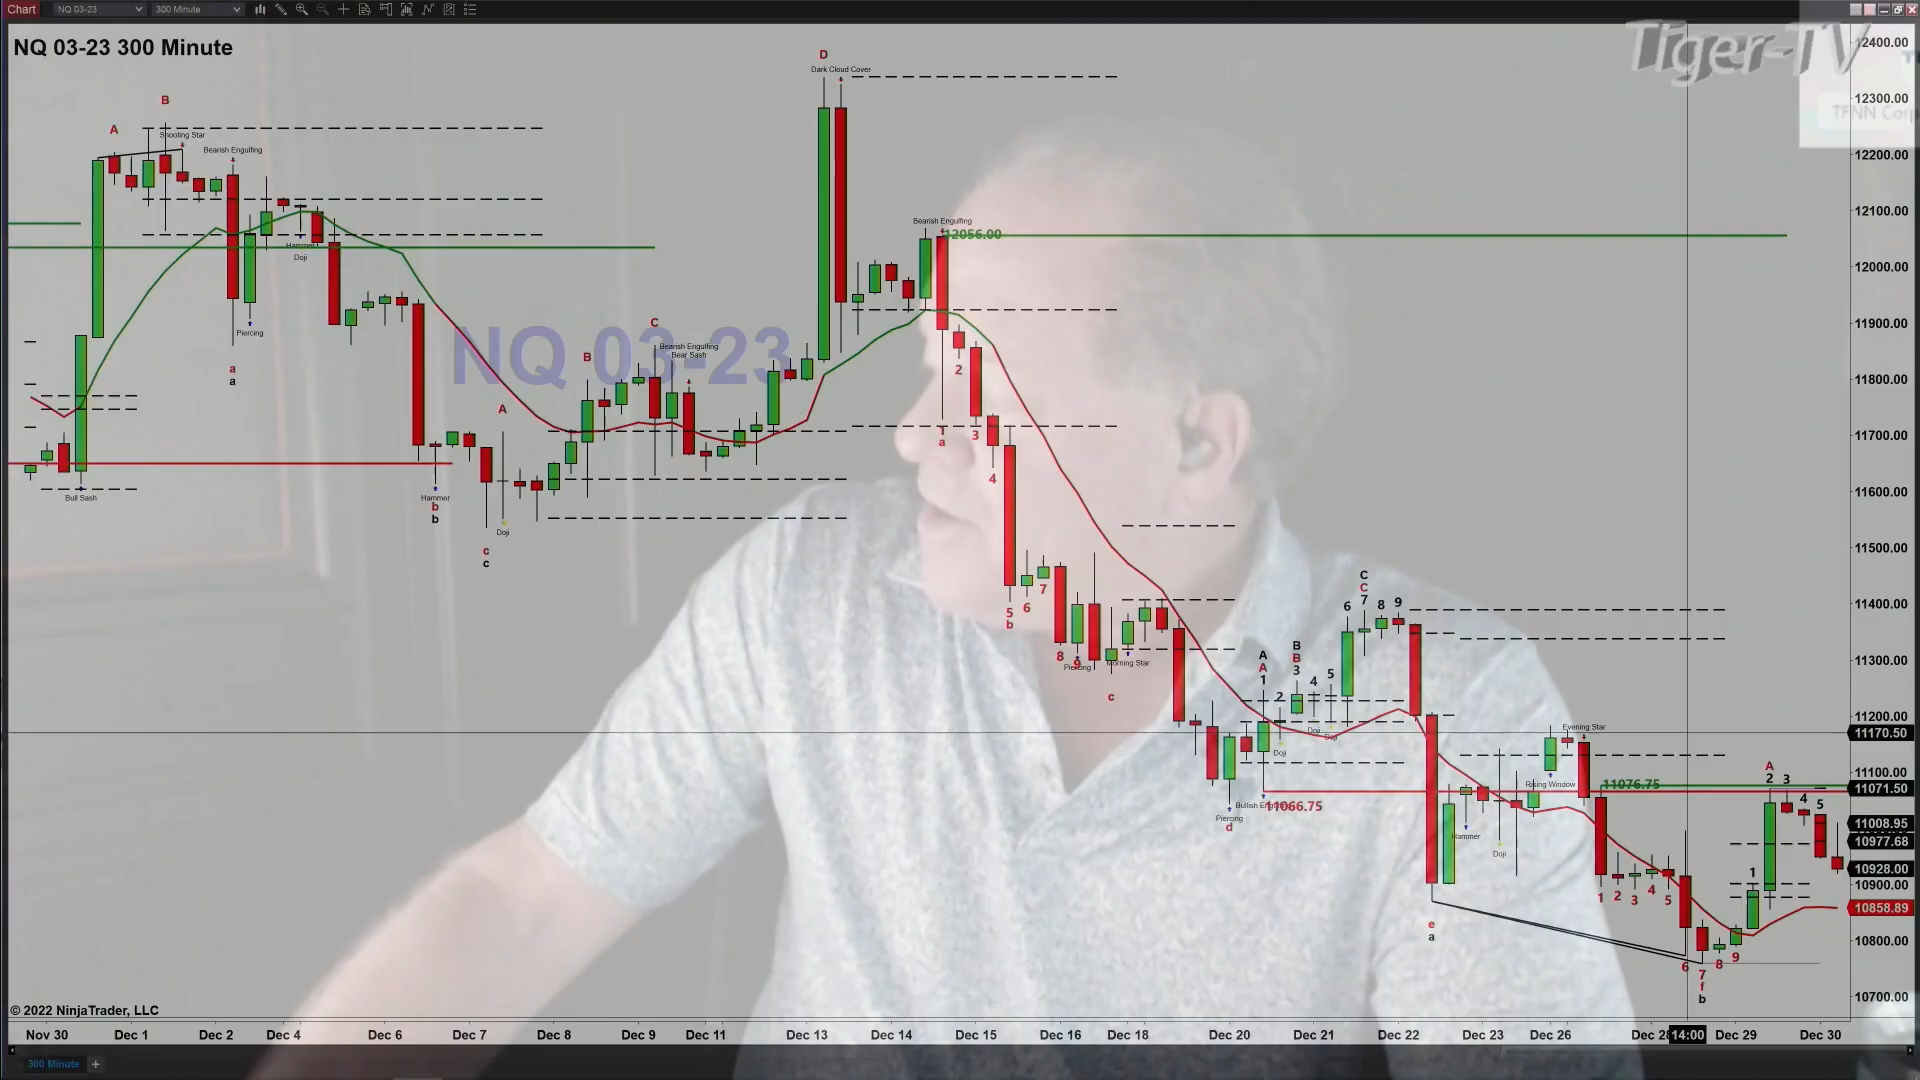 Chart NQ 03-23 300 Minute
NQ 03-23 300 Minute
Tiger-TV
TFNN Corp
NQ 03-23
D
Dark Cloud Cover
B
A
Shooting Star
Bearish Engulfing
Hammer
Doji
Piercing
a
a
Bull Sash
Hammer
b
b
A
c
c
Doji
B
C
Bearish Engulfing
Bear Sash
Bearish Engulfing
12056.00
1
a
2
3
4
5
b
6
7
8
9
Piercing
Morning Star
c
Piercing
d
A
A
1
Doji
2
B
B
3
4
Doji
5
Doji
6
C
C
7
8
9
11066.75
e
a
Hammer
Doji
Rising Window
Evening Star
11076.75
1
2
3
4
5
6
7
f
b
8
9
1
A
2
3
4
5
12400.00
12300.00
12200.00
12100.00
12000.00
11900.00
11800.00
11700.00
11600.00
11500.00
11400.00
11300.00
11200.00
11170.50
11100.00
11071.50
11008.95
10977.68
10928.00
10900.00
10858.89
10800.00
10700.00
© 2022 NinjaTrader, LLC
Nov 30 Dec 1 Dec 2 Dec 4 Dec 6 Dec 7 Dec 8 Dec 9 Dec 11 Dec 13 Dec 14 Dec 15 Dec 16 Dec 18 Dec 20 Dec 21 Dec 22 Dec 23 Dec 26 Dec 28 14:00 Dec 29 Dec 30
300 Minute +